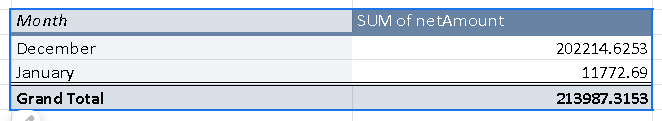 Month SUM of netAmount
December 202214.6253
January 11772.69
Grand Total 213987.3153